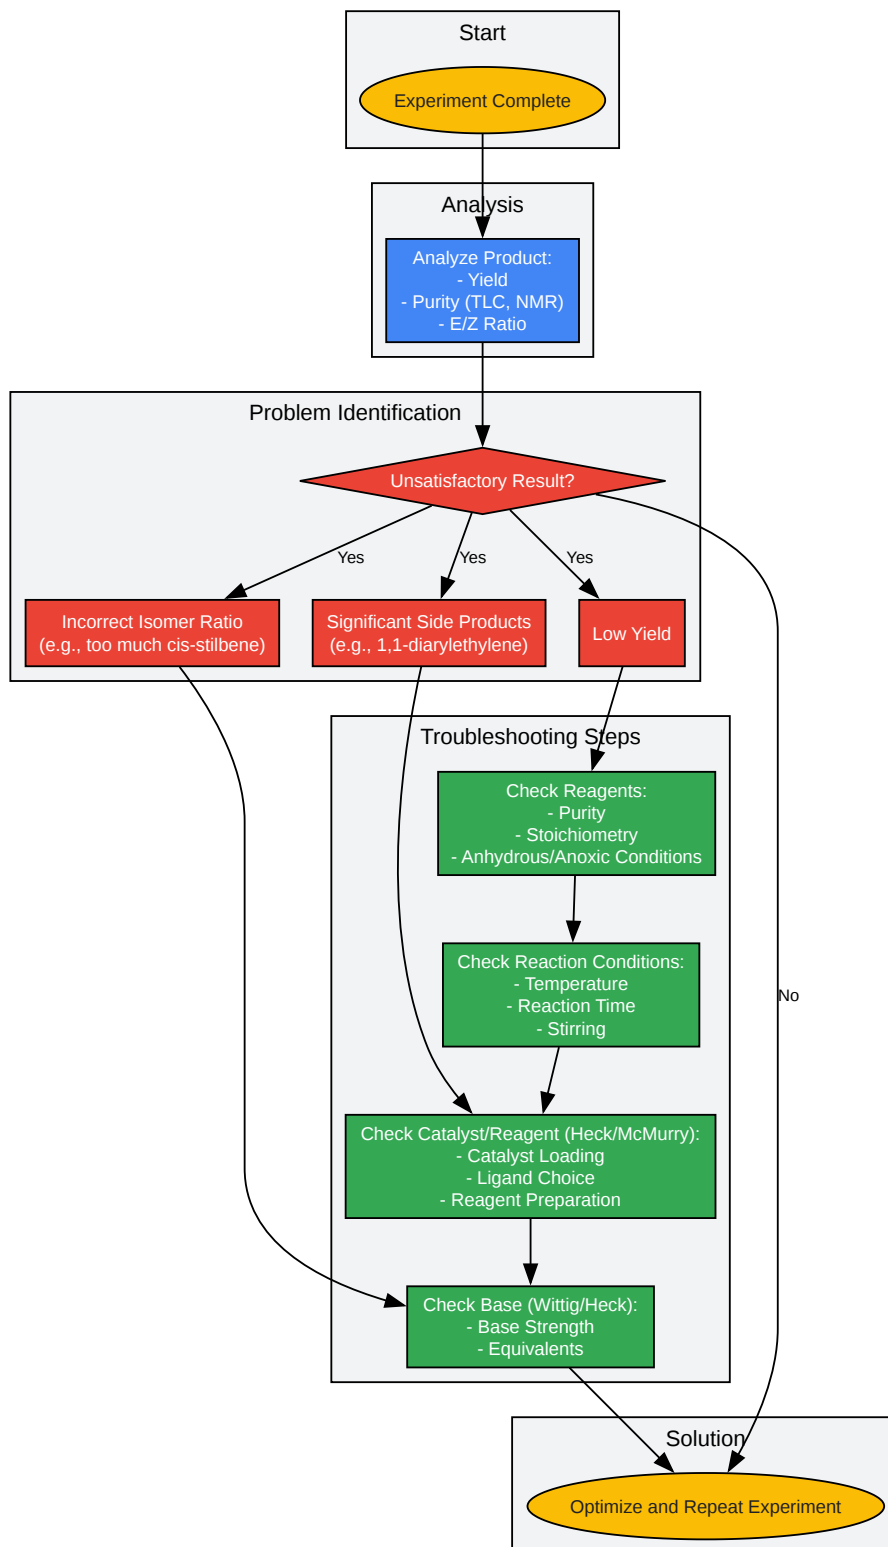 Start
Experiment Complete
Analysis
Analyze Product:
- Yield
- Purity (TLC, NMR)
- E/Z Ratio
Problem Identification
Unsatisfactory Result?
Yes
Yes
Yes
Incorrect Isomer Ratio
(e.g., too much cis-stilbene)
Significant Side Products
(e.g., 1,1-diarylethylene)
Low Yield
Troubleshooting Steps
Check Reagents:
- Purity
- Stoichiometry
- Anhydrous/Anoxic Conditions
Check Reaction Conditions:
- Temperature
- Reaction Time
- Stirring
No
Check Catalyst/Reagent (Heck/McMurry):
- Catalyst Loading
- Ligand Choice
- Reagent Preparation
Check Base (Wittig/Heck):
- Base Strength
- Equivalents
Solution
Optimize and Repeat Experiment